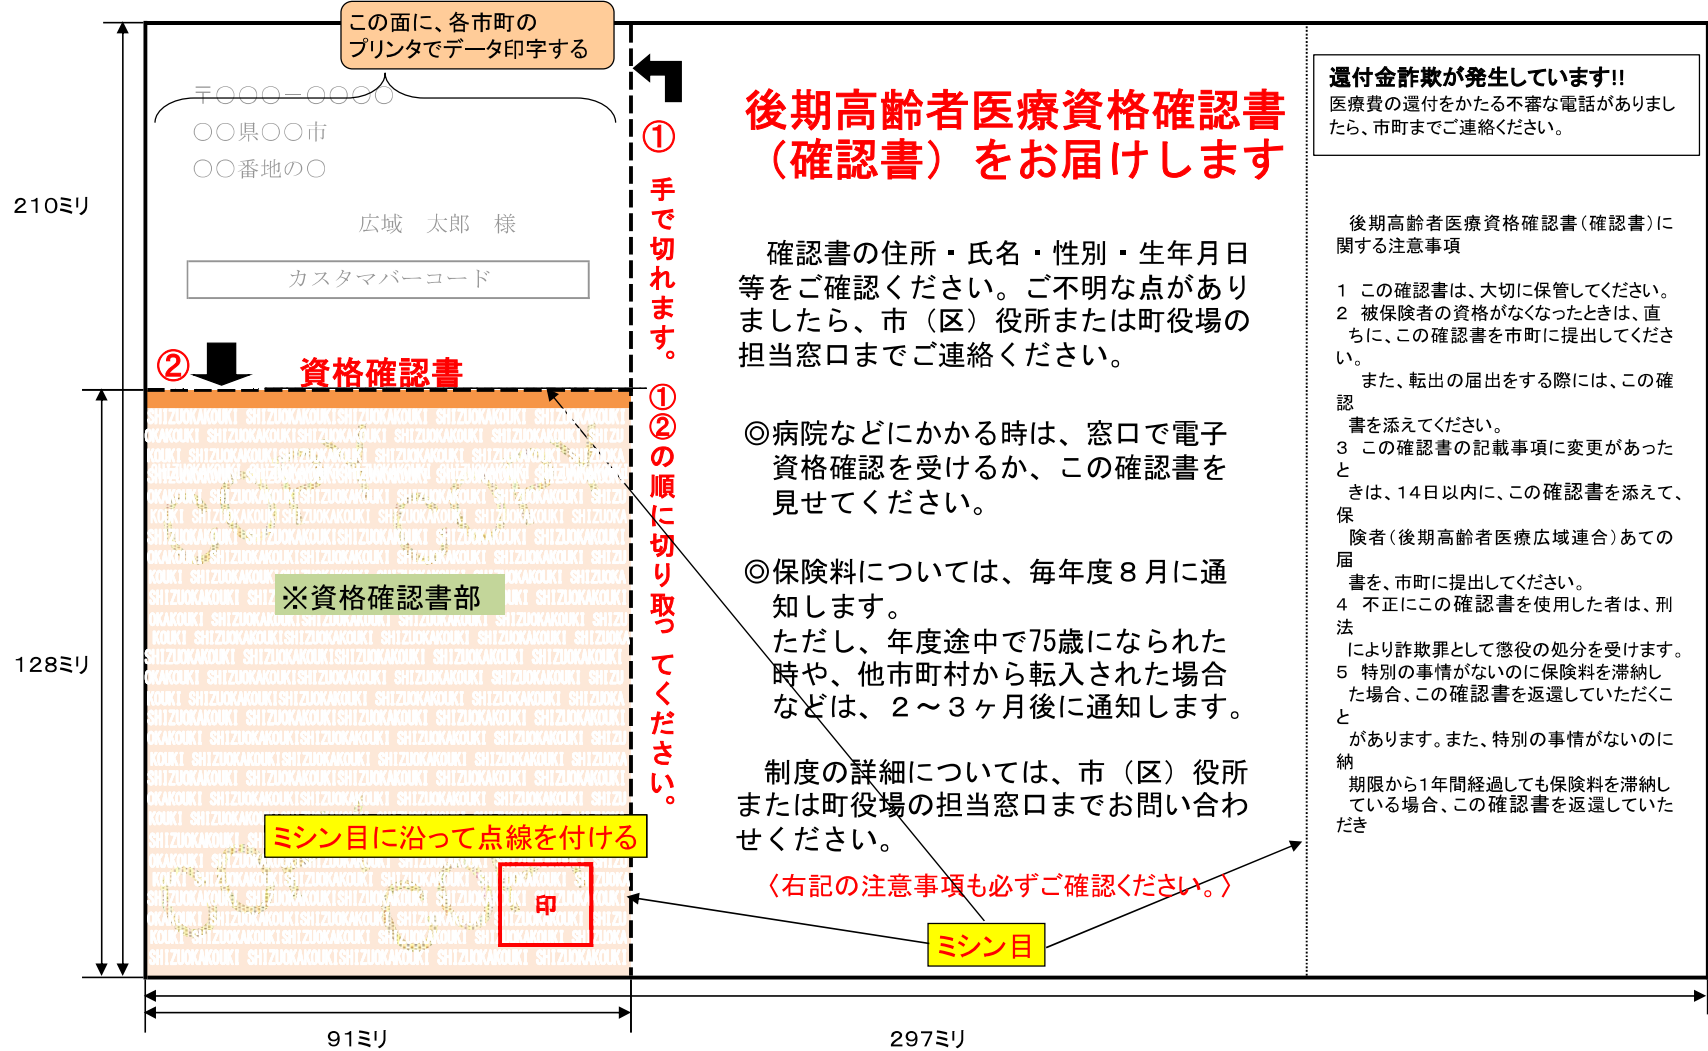 この面に、各市町の
プリンタでデータ印字する
〒○○○－○○○○
○○県○○市
○○番地の○
広域　太郎　様
カスタマバーコード
210ミリ
②
資格確認書
① 手で切れます。①②の順に切り取ってください。
SHIZUOKAKOUKI SHIZUOKAKOUKISHIZUOKAKOUKI SHIZUOKAKOUKI SHIZUOKAKOUKI
※資格確認書部
128ミリ
ミシン目に沿って点線を付ける
印
91ミリ
297ミリ
後期高齢者医療資格確認書
（確認書）をお届けします
確認書の住所・氏名・性別・生年月日
等をご確認ください。ご不明な点があり
ましたら、市（区）役所または町役場の
担当窓口までご連絡ください。
◎病院などにかかる時は、窓口で電子
資格確認を受けるか、この確認書を
見せてください。
◎保険料については、毎年度８月に通
知します。
ただし、年度途中で75歳になられた
時や、他市町村から転入された場合
などは、２～３ヶ月後に通知します。
制度の詳細については、市（区）役所
または町役場の担当窓口までお問い合わ
せください。
〈右記の注意事項も必ずご確認ください。〉
ミシン目
還付金詐欺が発生しています!!
医療費の還付をかたる不審な電話がありまし
たら、市町までご連絡ください。
後期高齢者医療資格確認書（確認書）に
関する注意事項
1　この確認書は、大切に保管してください。
2　被保険者の資格がなくなったときは、直
ちに、この確認書を市町に提出してくださ
い。
また、転出の届出をする際には、この確
認
書を添えてください。
3　この確認書の記載事項に変更があった
と
きは、14日以内に、この確認書を添えて、
保
険者（後期高齢者医療広域連合）あての
届
書を、市町に提出してください。
4　不正にこの確認書を使用した者は、刑
法
により詐欺罪として懲役の処分を受けます。
5　特別の事情がないのに保険料を滞納し
た場合、この確認書を返還していただくこ
と
があります。また、特別の事情がないのに
納
期限から1年間経過しても保険料を滞納し
ている場合、この確認書を返還していた
だき